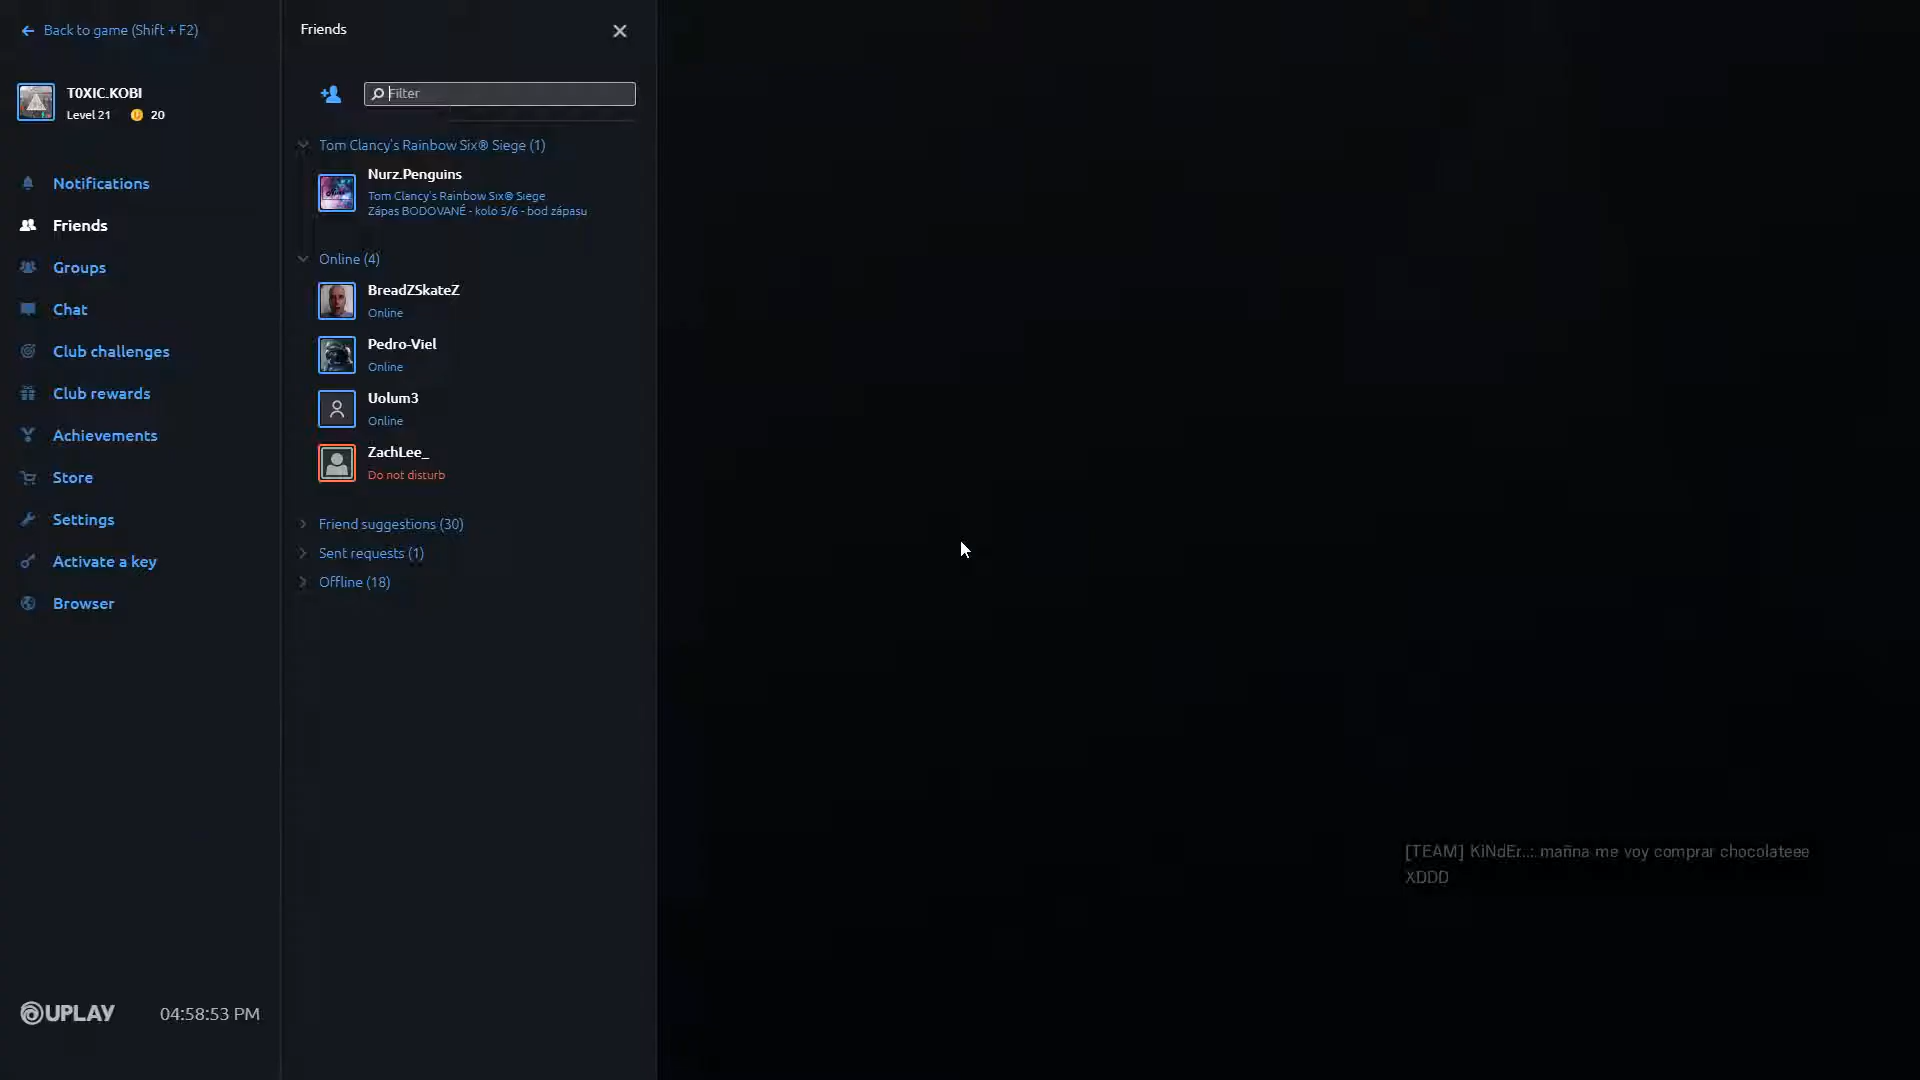 Back to game (Shift + F2)
T0XIC.KOBI
Level 21 20
Notifications
Friends
Groups
Chat
Club challenges
Club rewards
Achievements
Store
Settings
Activate a key
Browser
UPLAY 04:58:53 PM
Friends
Filter
Tom Clancy's Rainbow Six® Siege (1)
Nurz.Penguins
Tom Clancy's Rainbow Six® Siege
Zápas BODOVANÉ - kolo 5/6 - bod zápasu
Online (4)
BreadZSkateZ
Online
Pedro-Viel
Online
Uolum3
Online
ZachLee_
Do not disturb
Friend suggestions (30)
Sent requests (1)
Offline (18)
[TEAM] KiNdEr..: mañna me voy comprar chocolateee
XDDD